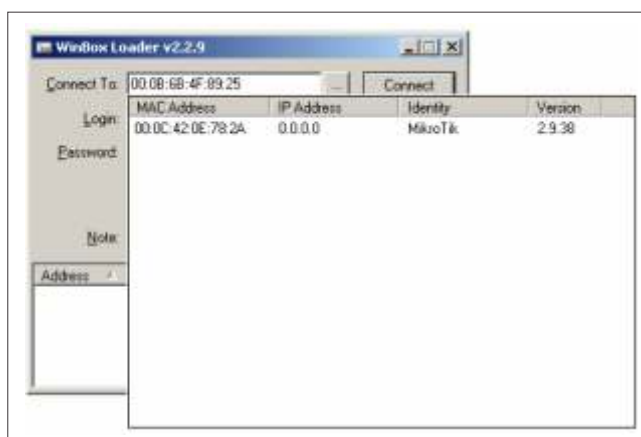 WinBox Loader v2.2.9
Connect To: 00:0B:6B:4F:89:25 ... Connect
MAC Address IP Address Identity Version
00:0C:42:0E:78:2A 0.0.0.0 MikroTik 2.9.38
Login:
Password:
Note:
Address